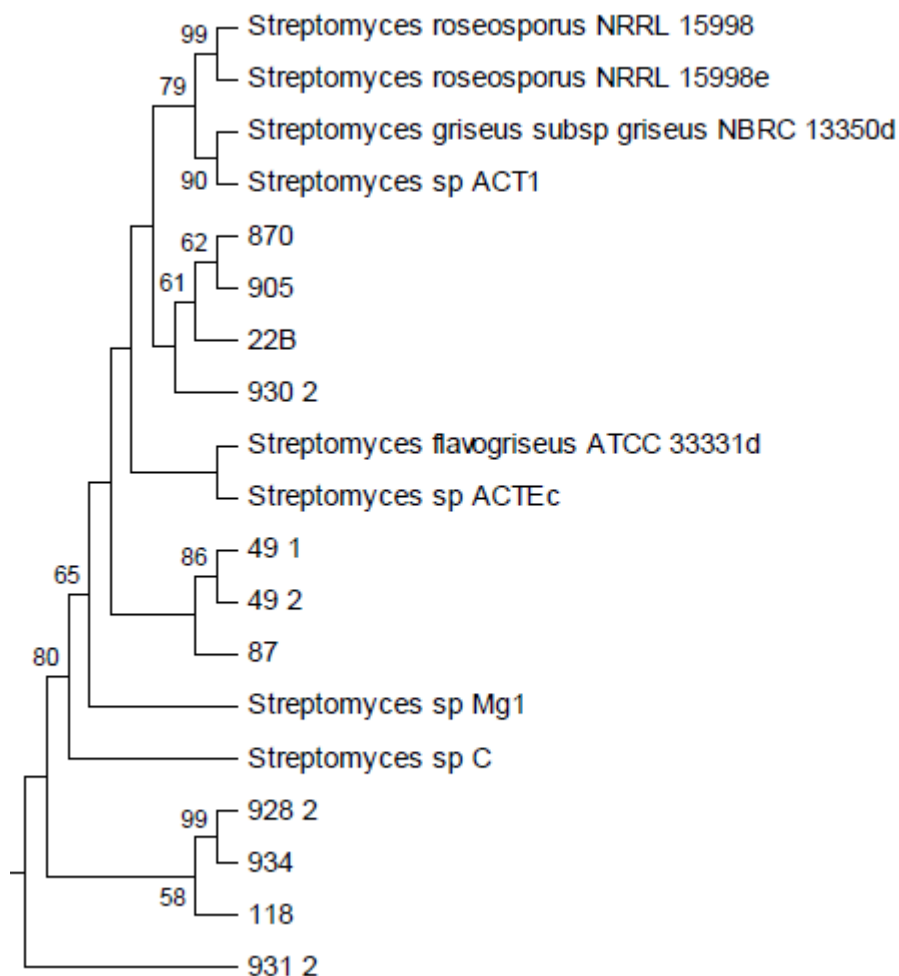 99
Streptomyces roseosporus NRRL 15998
Streptomyces roseosporus NRRL 15998e
79
Streptomyces griseus subsp griseus NBRC 13350d
90
Streptomyces sp ACT1
62
870
61
905
22B
930 2
Streptomyces flavogriseus ATCC 33331d
Streptomyces sp ACTEc
86
49 1
65
49 2
87
80
Streptomyces sp Mg1
Streptomyces sp C
99
928 2
934
58
118
931 2